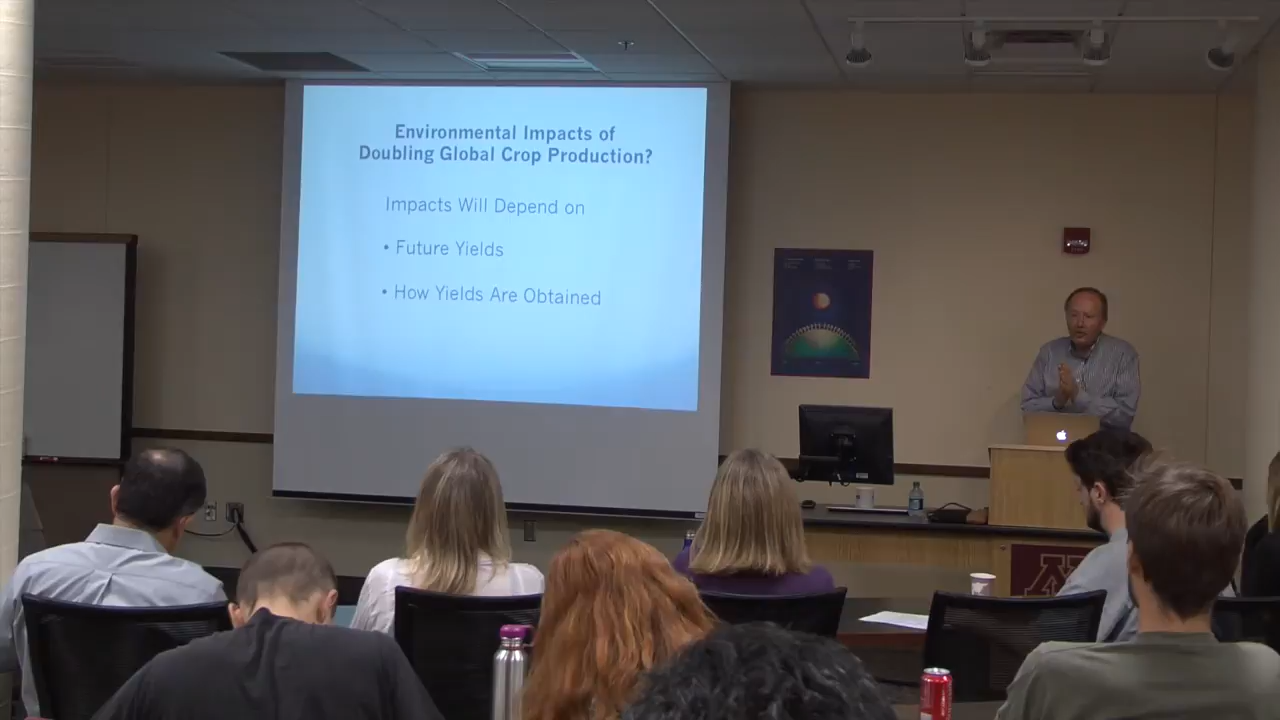 Environmental Impacts of
Doubling Global Crop Production?
Impacts Will Depend on
• Future Yields
• How Yields Are Obtained